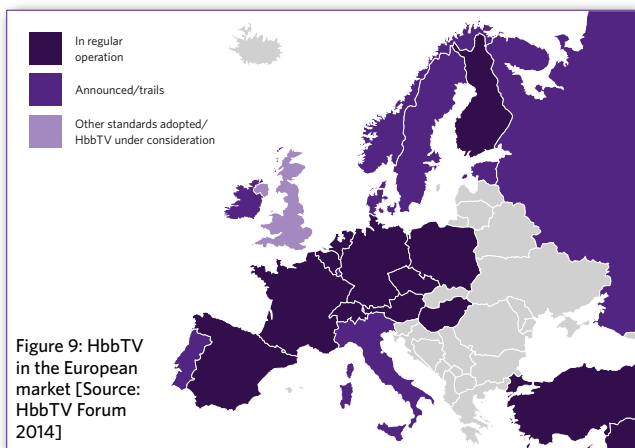 In regular
operation
Announced/trails
Other standards adopted/
HbbTV under consideration
Figure 9: HbbTV
in the European
market [Source:
HbbTV Forum
2014]